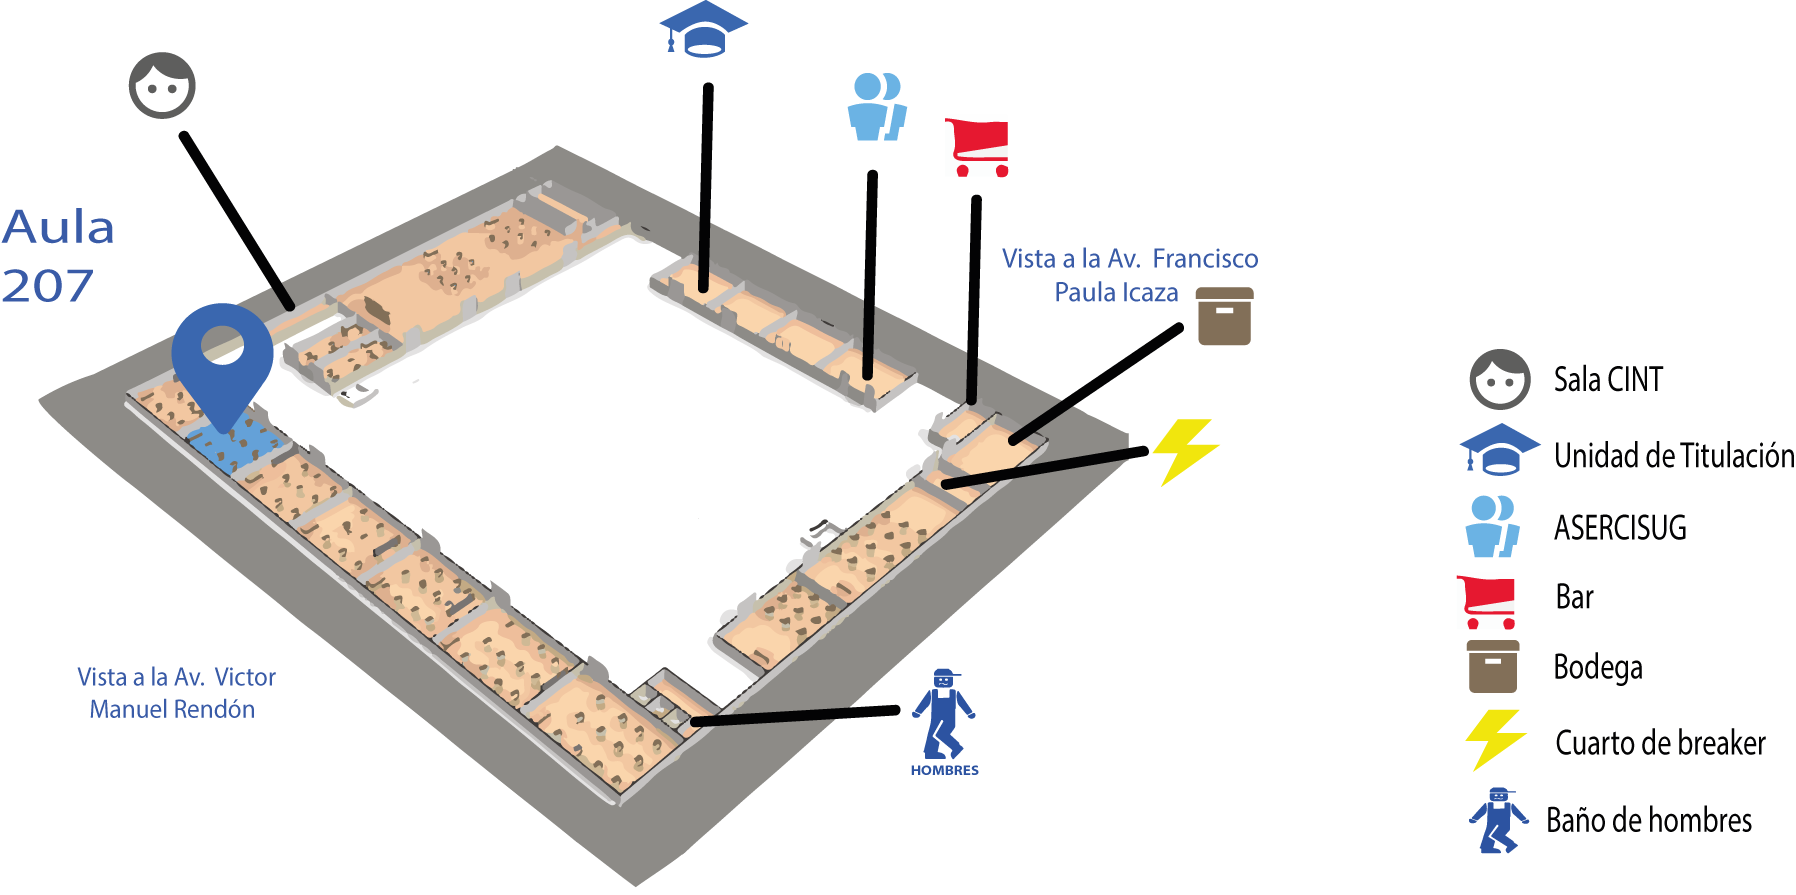 Aula
207
Vista a la Av. Francisco
Paula Icaza
Vista a la Av. Victor
Manuel Rendón
HOMBRES
Sala CINT
Unidad de Titulación
ASERCISUG
Bar
Bodega
Cuarto de breaker
Baño de hombres